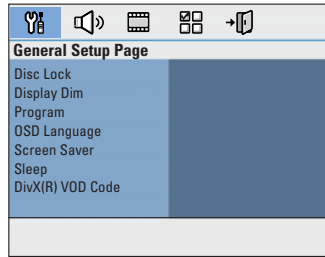 General Setup Page
Disc Lock
Display Dim
Program
OSD Language
Screen Saver
Sleep
DivX(R) VOD Code